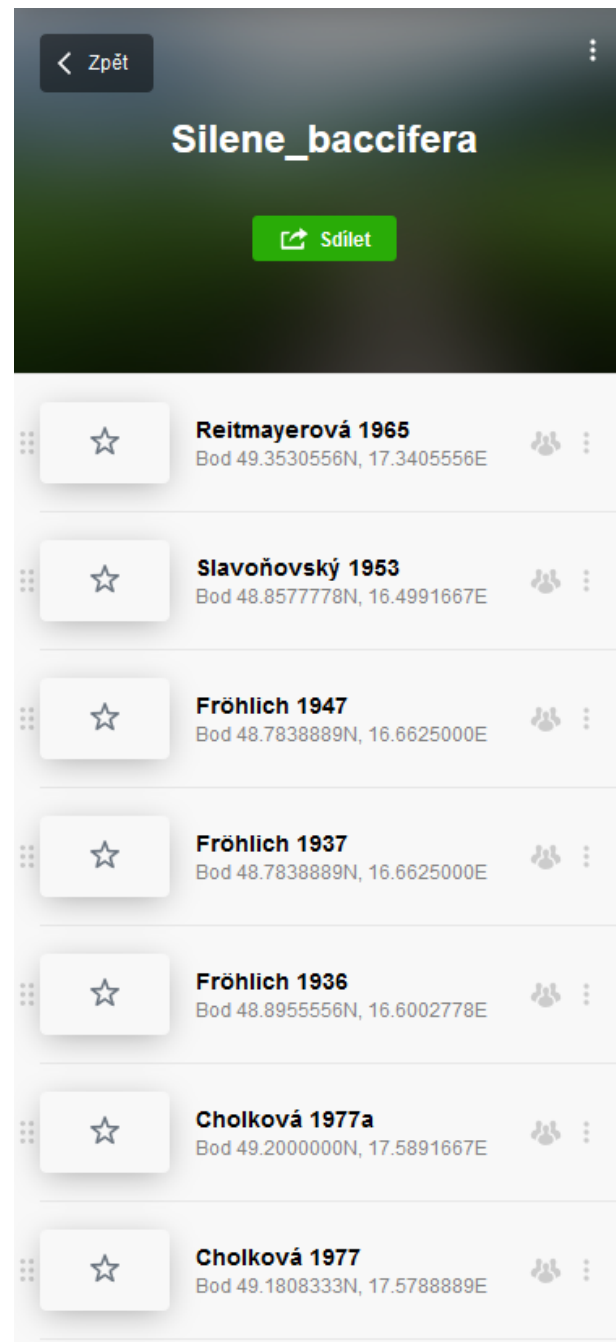 Zpět
Silene_baccifera
Sdílet
Reitmayerová 1965
Bod 49.3530556N, 17.3405556E
Slavoňovský 1953
Bod 48.8577778N, 16.4991667E
Fröhlich 1947
Bod 48.7838889N, 16.6625000E
Fröhlich 1937
Bod 48.7838889N, 16.6625000E
Fröhlich 1936
Bod 48.8955556N, 16.6002778E
Cholková 1977a
Bod 49.2000000N, 17.5891667E
Cholková 1977
Bod 49.1808333N, 17.5788889E